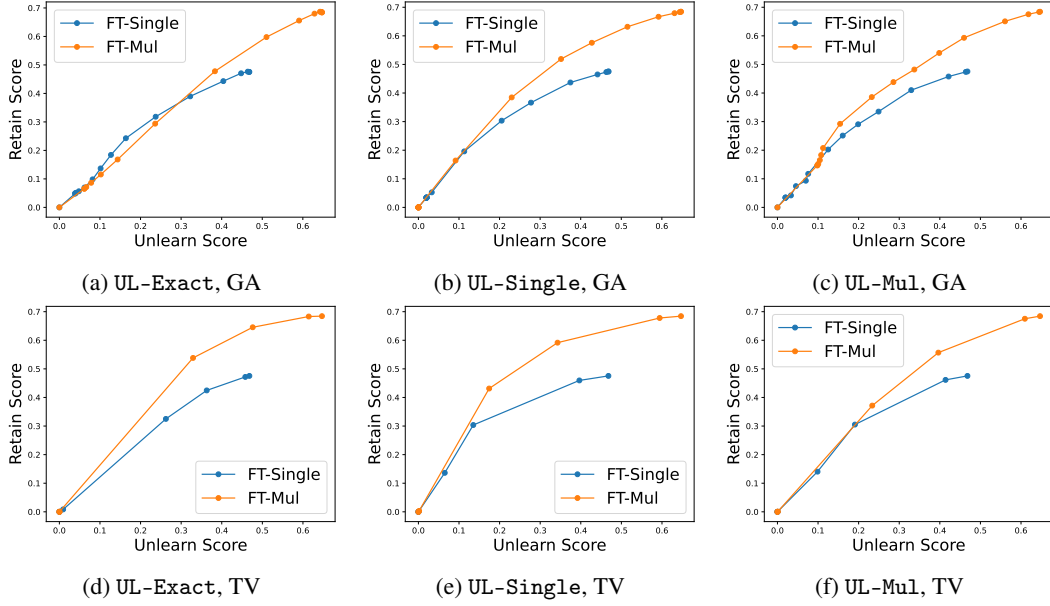 0.7
0.6
0.5
0.4
0.3
0.2
0.1
0.0
Retain Score
FT-Single
FT-Mul
0.0 0.1 0.2 0.3 0.4 0.5 0.6
Unlearn Score
(a) UL-Exact, GA
0.7
0.6
0.5
0.4
0.3
0.2
0.1
0.0
Retain Score
FT-Single
FT-Mul
0.0 0.1 0.2 0.3 0.4 0.5 0.6
Unlearn Score
(b) UL-Single, GA
0.7
0.6
0.5
0.4
0.3
0.2
0.1
0.0
Retain Score
FT-Single
FT-Mul
0.0 0.1 0.2 0.3 0.4 0.5 0.6
Unlearn Score
(c) UL-Mul, GA
0.7
0.6
0.5
0.4
0.3
0.2
0.1
0.0
Retain Score
FT-Single
FT-Mul
0.0 0.1 0.2 0.3 0.4 0.5 0.6
Unlearn Score
(d) UL-Exact, TV
0.7
0.6
0.5
0.4
0.3
0.2
0.1
0.0
Retain Score
FT-Single
FT-Mul
0.0 0.1 0.2 0.3 0.4 0.5 0.6
Unlearn Score
(e) UL-Single, TV
0.7
0.6
0.5
0.4
0.3
0.2
0.1
0.0
Retain Score
FT-Single
FT-Mul
0.0 0.1 0.2 0.3 0.4 0.5 0.6
Unlearn Score
(f) UL-Mul, TV